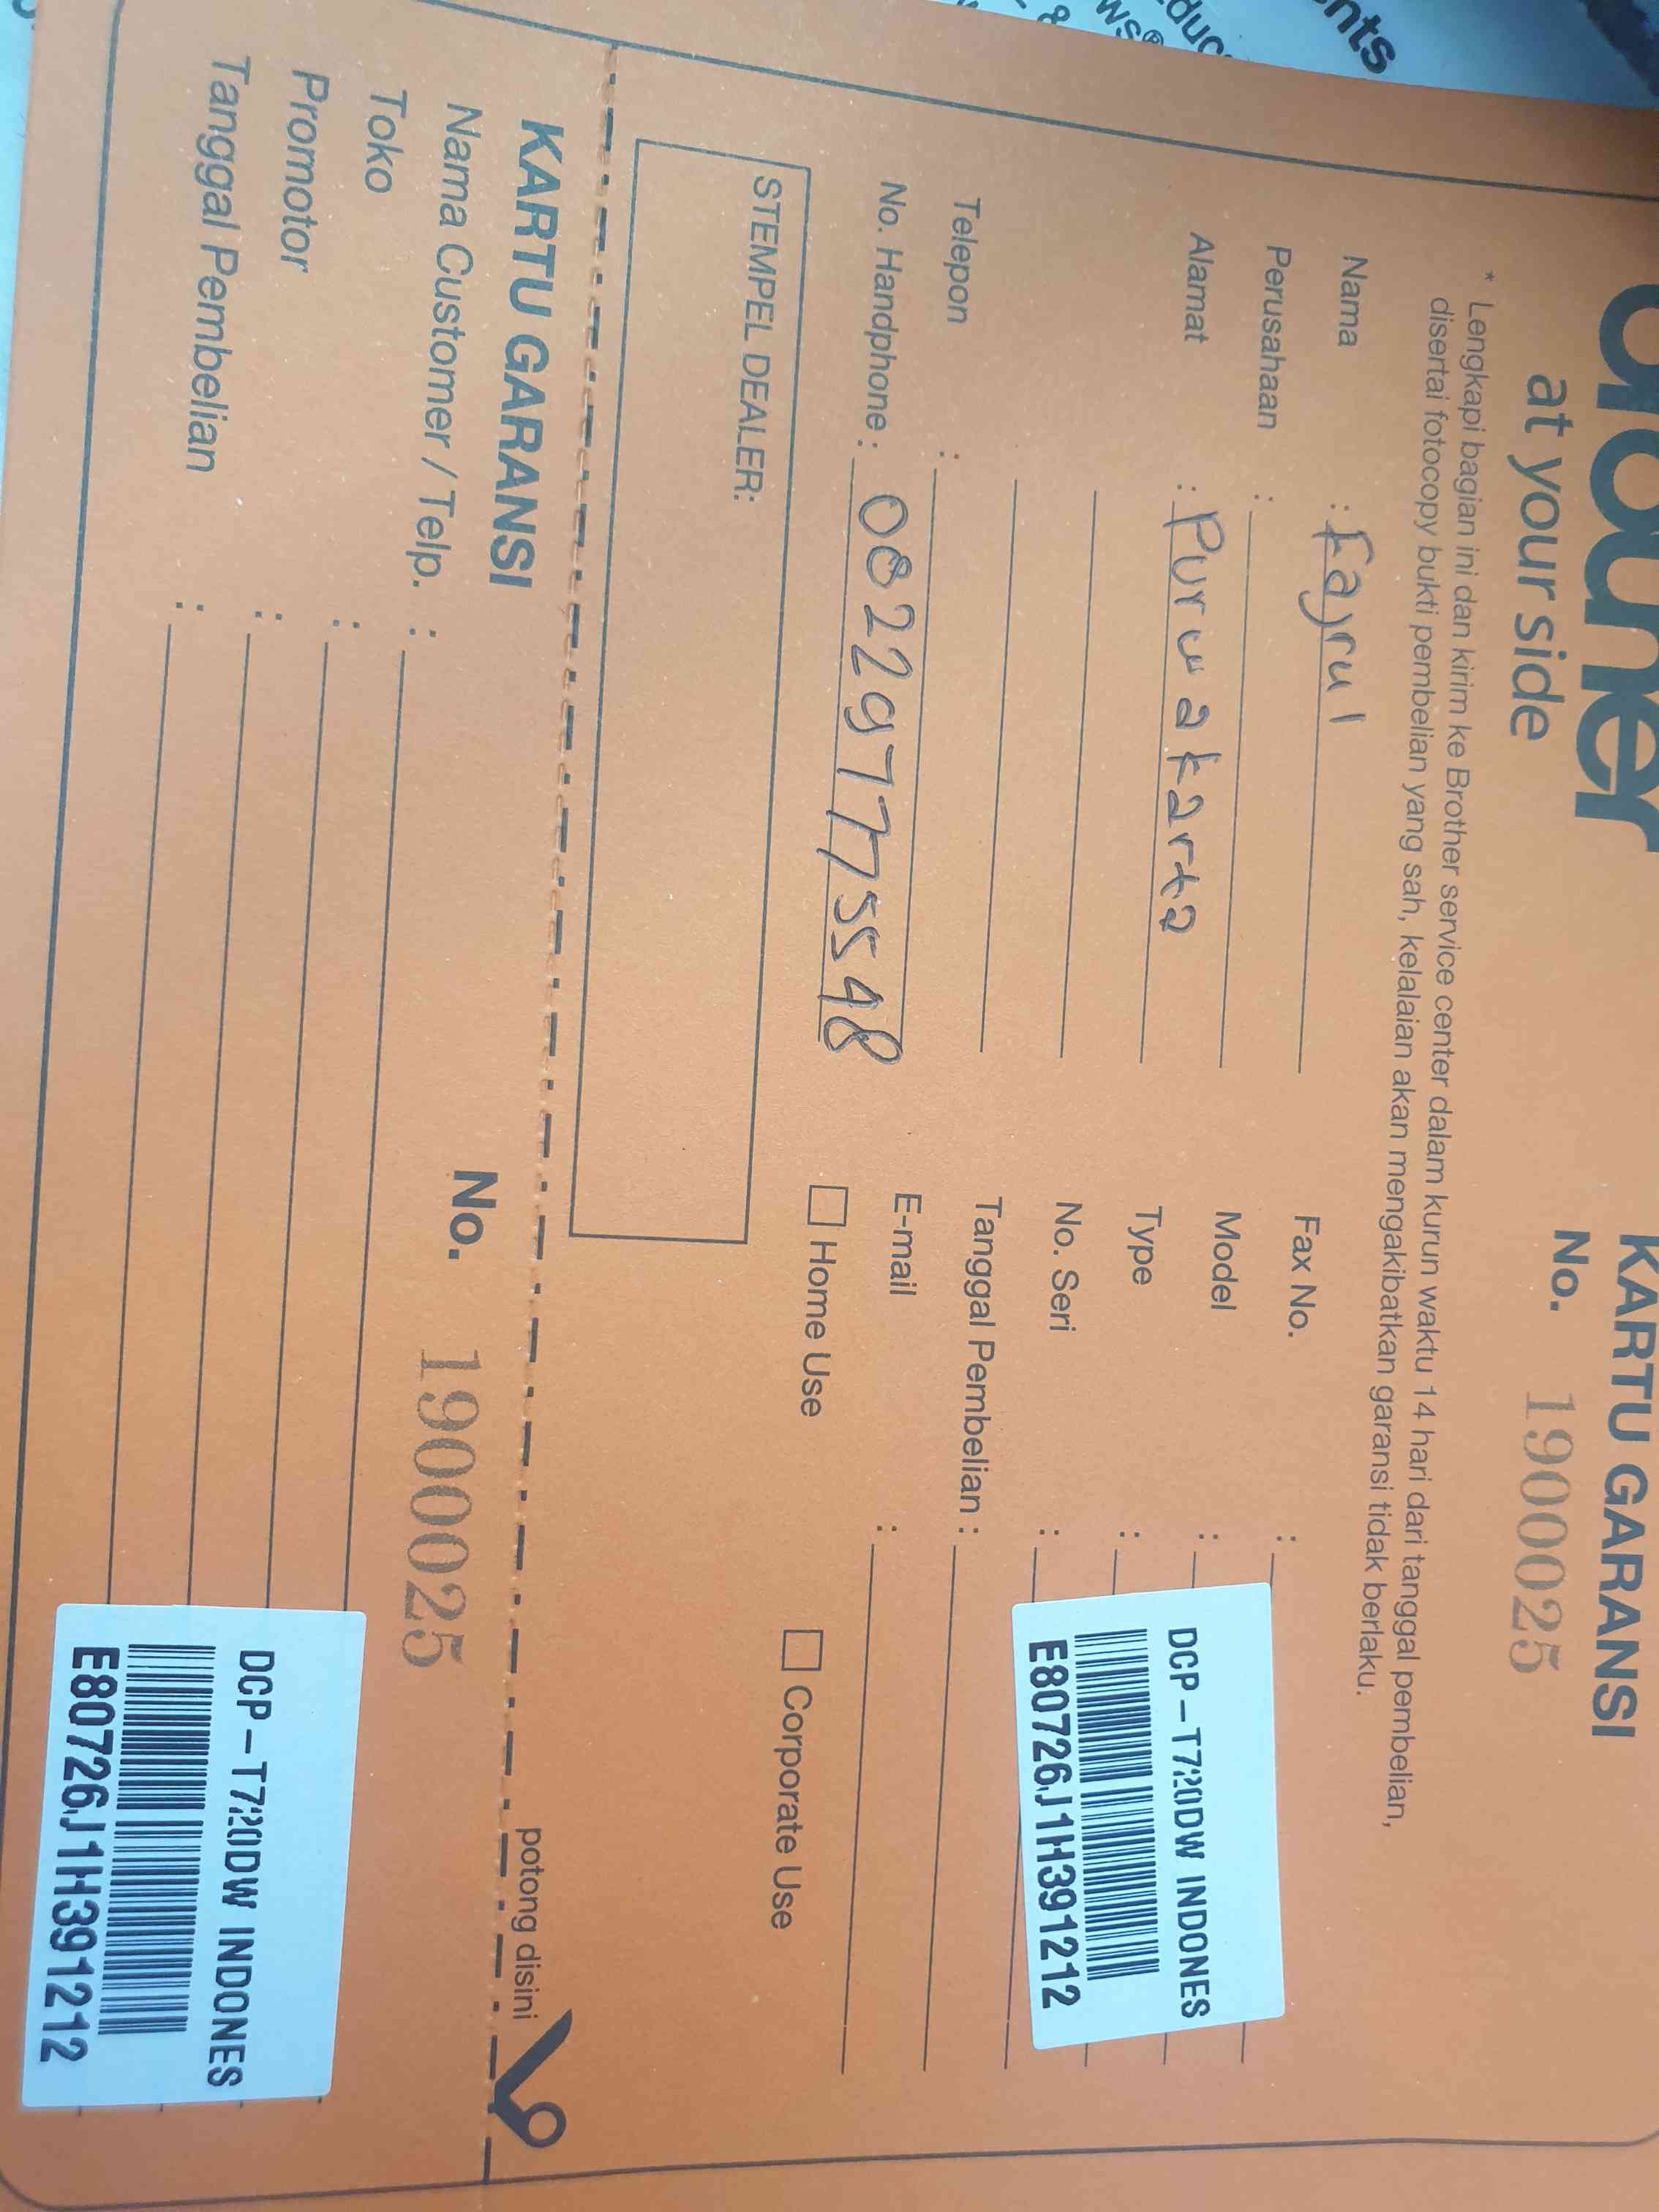 brother
at your side
KARTU GARANSI
No. 190025
* Lengkapi bagian ini dan kirim ke Brother service center dalam kurun waktu 14 hari dari tanggal pembelian,
disertai fotocopy bukti pembelian yang sah, kelalaian akan mengakibatkan garansi tidak berlaku.
Nama : Fayrul
Perusahaan :
Alamat : Purwakarta
Telepon :
No. Handphone : 082297775548
Fax No. :
Model :
Type :
No. Seri :
DCP-T720DW INDONES
E80726J1H391212
Tanggal Pembelian :
E-mail :
Home Use
Corporate Use
STEMPEL DEALER:
potong disini
KARTU GARANSI
No. 190025
Nama Customer / Telp. :
Toko :
Promotor :
Tanggal Pembelian :
DCP-T720DW INDONES
E80726J1H391212